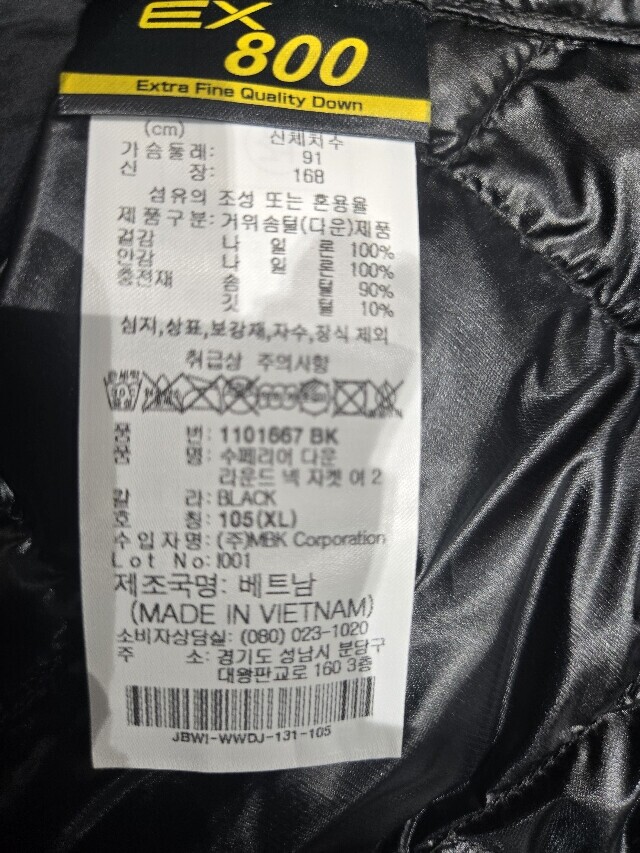 EX
800
Extra Fine Quality Down
(cm) 신체치수
가슴둘레: 91
신 장: 168
섬유의 조성 또는 혼용율
제품구분: 거위솜털(다운)제품
겉감 나 일 론 100%
안감 나 일 론 100%
충전재 솜 털 90%
깃 털 10%
심지,상표,보강재,자수,장식 제외
취급상 주의사항
품 번: 1101667 BK
품 명: 수페리어 다운
라운드 넥 자켓 여 2
칼 라: BLACK
호 칭: 105(XL)
수입자명: (주)MBK Corporation
Lot No: I001
제조국명: 베트남
(MADE IN VIETNAM)
소비자상담실: (080) 023-1020
주 소: 경기도 성남시 분당구
대왕판교로 160 3층
JBWI-WWDJ-131-105